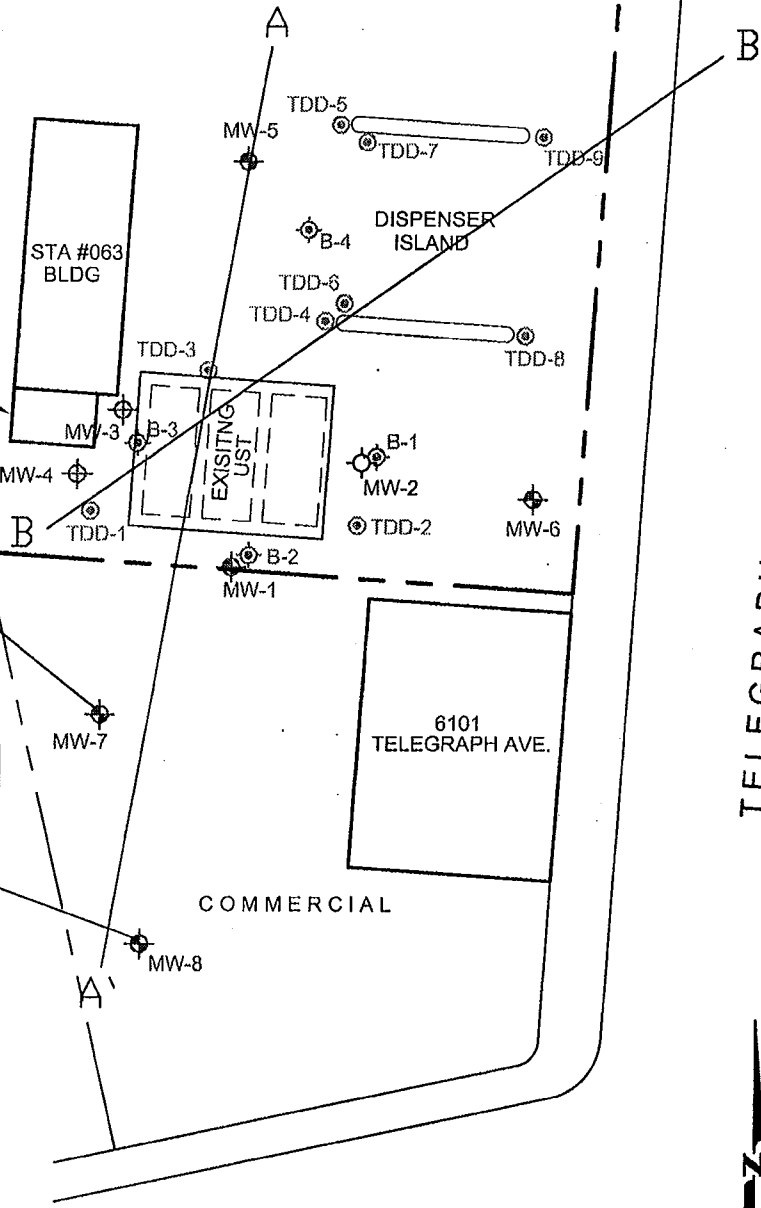 A
B
TDD-5
MW-5
TDD-7
TDD-9
DISPENSER
ISLAND
B-4
STA #063
BLDG
TDD-6
TDD-4
TDD-8
TDD-3
MW-3
B-3
EXISITNG
UST
B-1
MW-4
MW-2
MW-6
B
TDD-1
TDD-2
B-2
MW-1
TELEGRAPH
MW-7
6101
TELEGRAPH AVE.
COMMERCIAL
MW-8
A'
Z